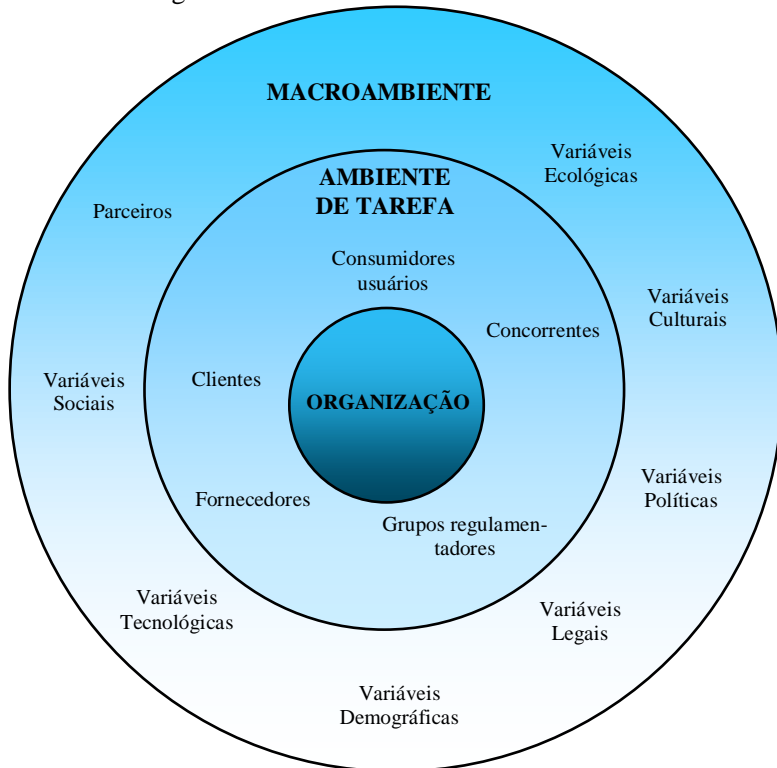 MACROAMBIENTE
Variáveis
Ecológicas
AMBIENTE
DE TAREFA
Parceiros
Consumidores
usuários
Variáveis
Culturais
Concorrentes
Variáveis
Sociais
Clientes
ORGANIZAÇÃO
Variáveis
Políticas
Fornecedores
Grupos regulamen-
tadores
Variáveis
Tecnológicas
Variáveis
Legais
Variáveis
Demográficas